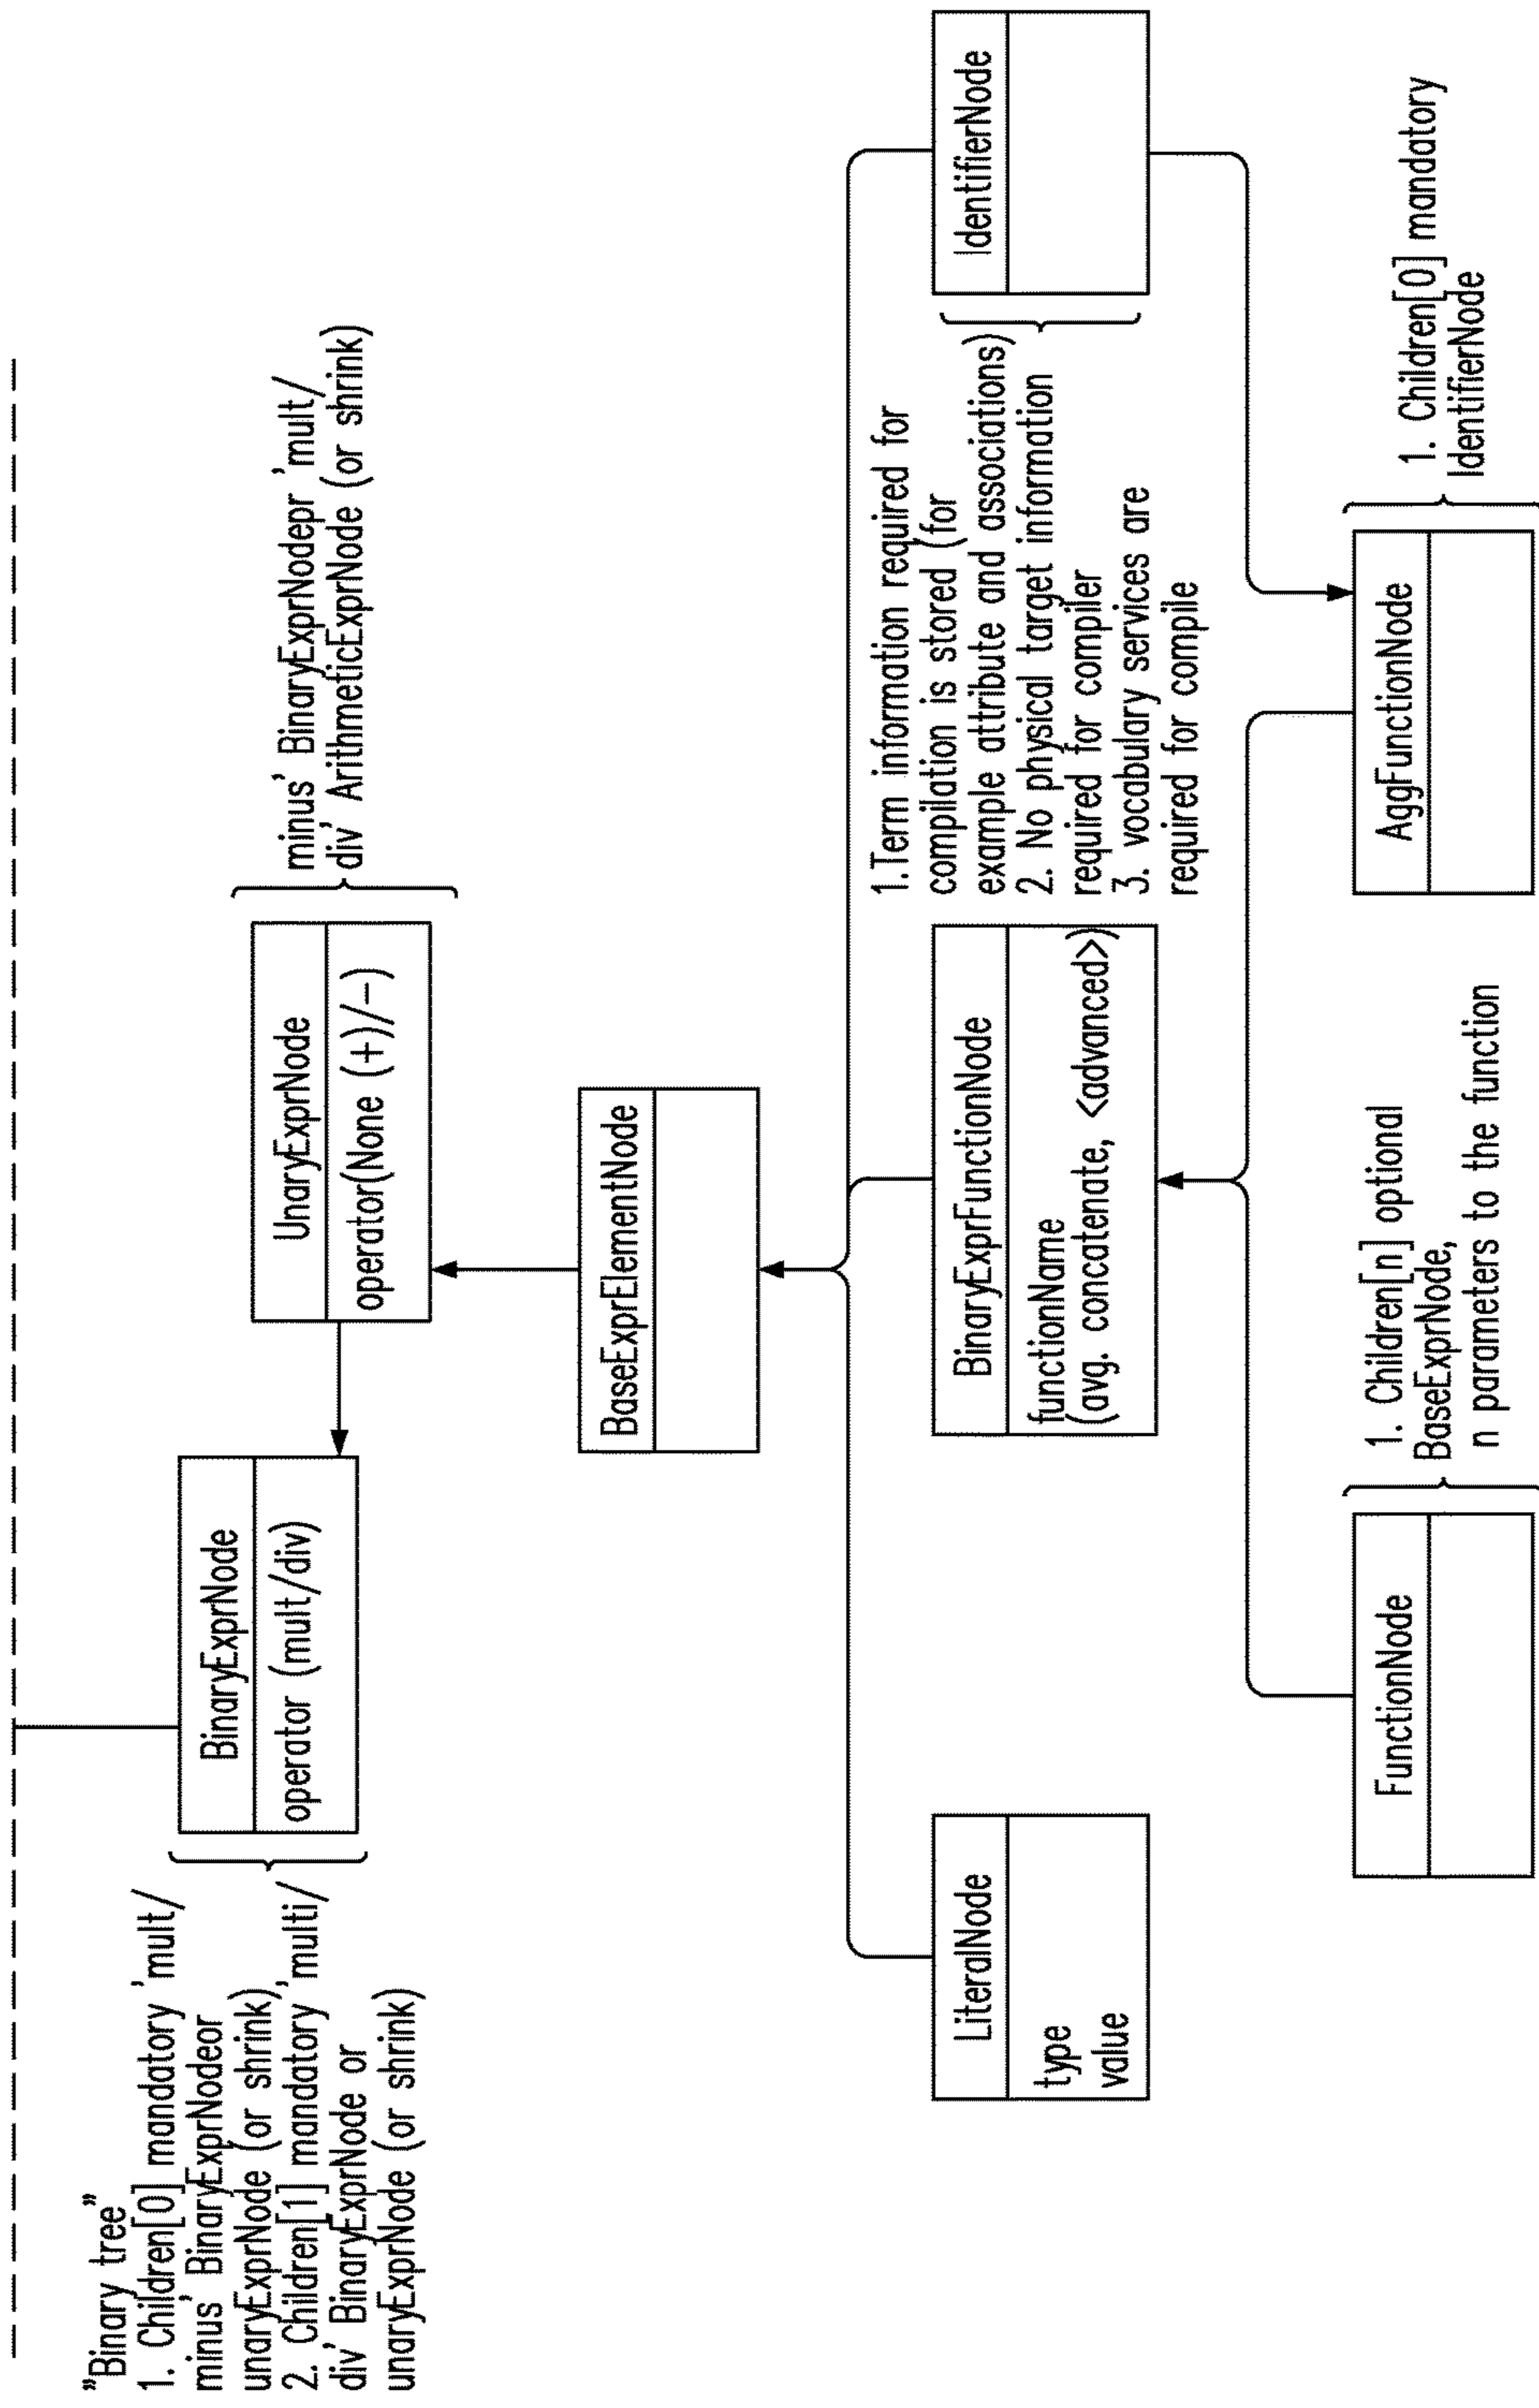 ”Binary tree”
1. Children[0] mandatory 'mult/
minus' BinaryExprNodeor
unaryExprNode (or shrink)
2. Children[1] mandatory 'multi/
div' BinaryExprNode or
unaryExprNode (or shrink)
BinaryExprNode
operator (mult/div)
UnaryExprNode
operator(None (+)/-)
minus' BinaryExprNodepr 'mult/
div' ArithmeticExprNode (or shrink)
BaseExprElementNode
LiteralNode
type
value
BinaryExprFunctionNode
functionName
(avg. concatenate, <advanced>)
1.Term information required for
compilation is stored (for
example attribute and associations)
2. No physical target information
required for compiler
3. vocabulary services are
required for compile
IdentifierNode
FunctionNode
1. Children[n] optional
BaseExprNode,
n parameters to the function
AggFunctionNode
1. Children[0] mandatory
IdentifierNode